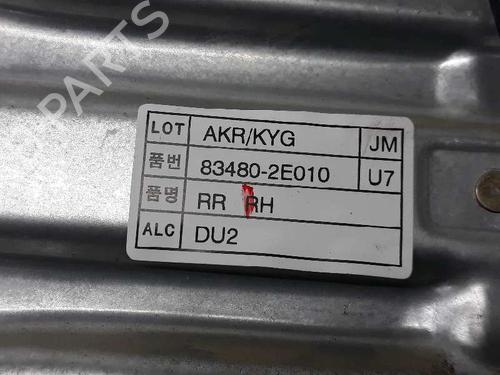 PARTS
LOT AKR/KYG JM
품번 83480-2E010 U7
품명 RR RH
ALC DU2